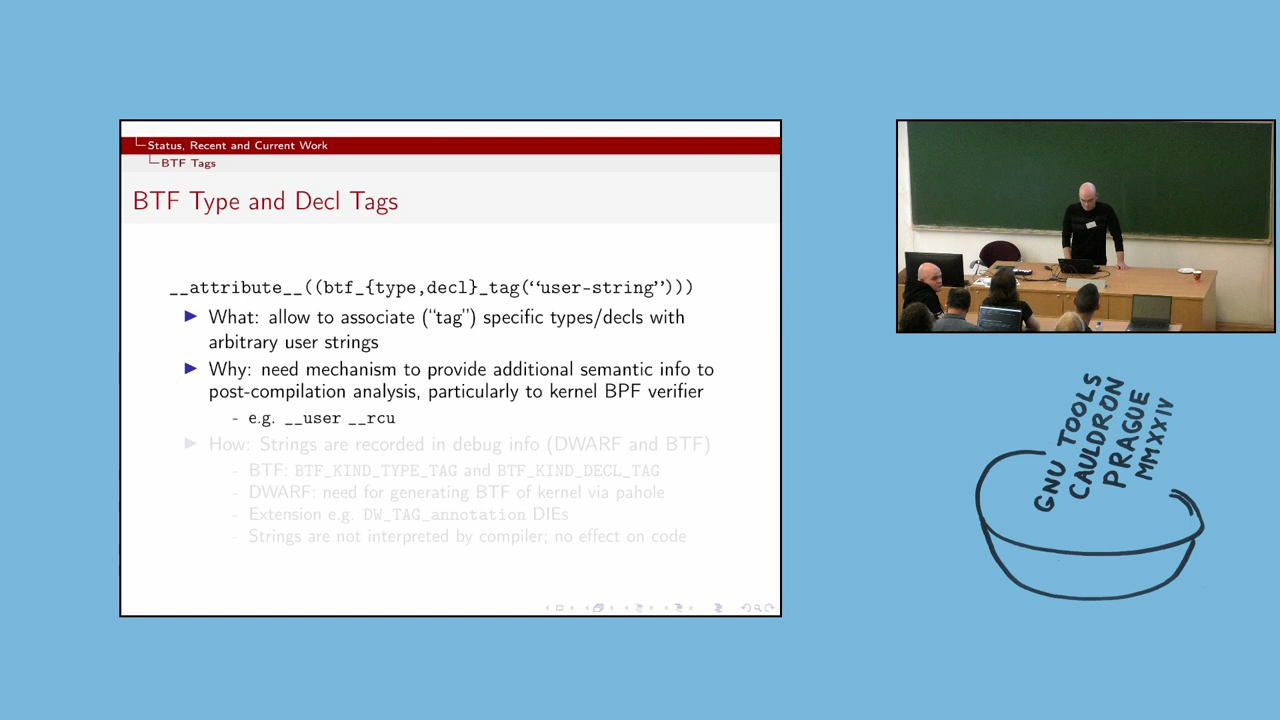 Status, Recent and Current Work
BTF Tags
BTF Type and Decl Tags
__attribute__((btf_{type,decl}_tag(“user-string”)))
What: allow to associate (“tag”) specific types/decls with
arbitrary user strings
Why: need mechanism to provide additional semantic info to
post-compilation analysis, particularly to kernel BPF verifier
- e.g. __user __rcu
How: Strings are recorded in debug info (DWARF and BTF)
- BTF: BTF_KIND_TYPE_TAG and BTF_KIND_DECL_TAG
- DWARF: need for generating BTF of kernel via pahole
- Extension e.g. DW_TAG_annotation DIEs
- Strings are not interpreted by compiler; no effect on code
GNU TOOLS
CAULDRON
PRAGUE
MMXXIV